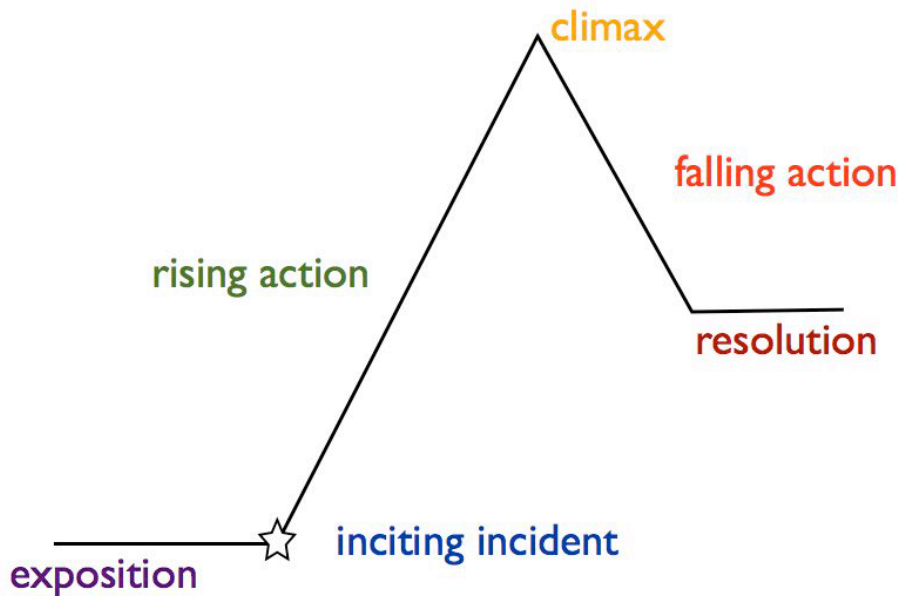 climax
falling action
rising action
resolution
inciting incident
exposition